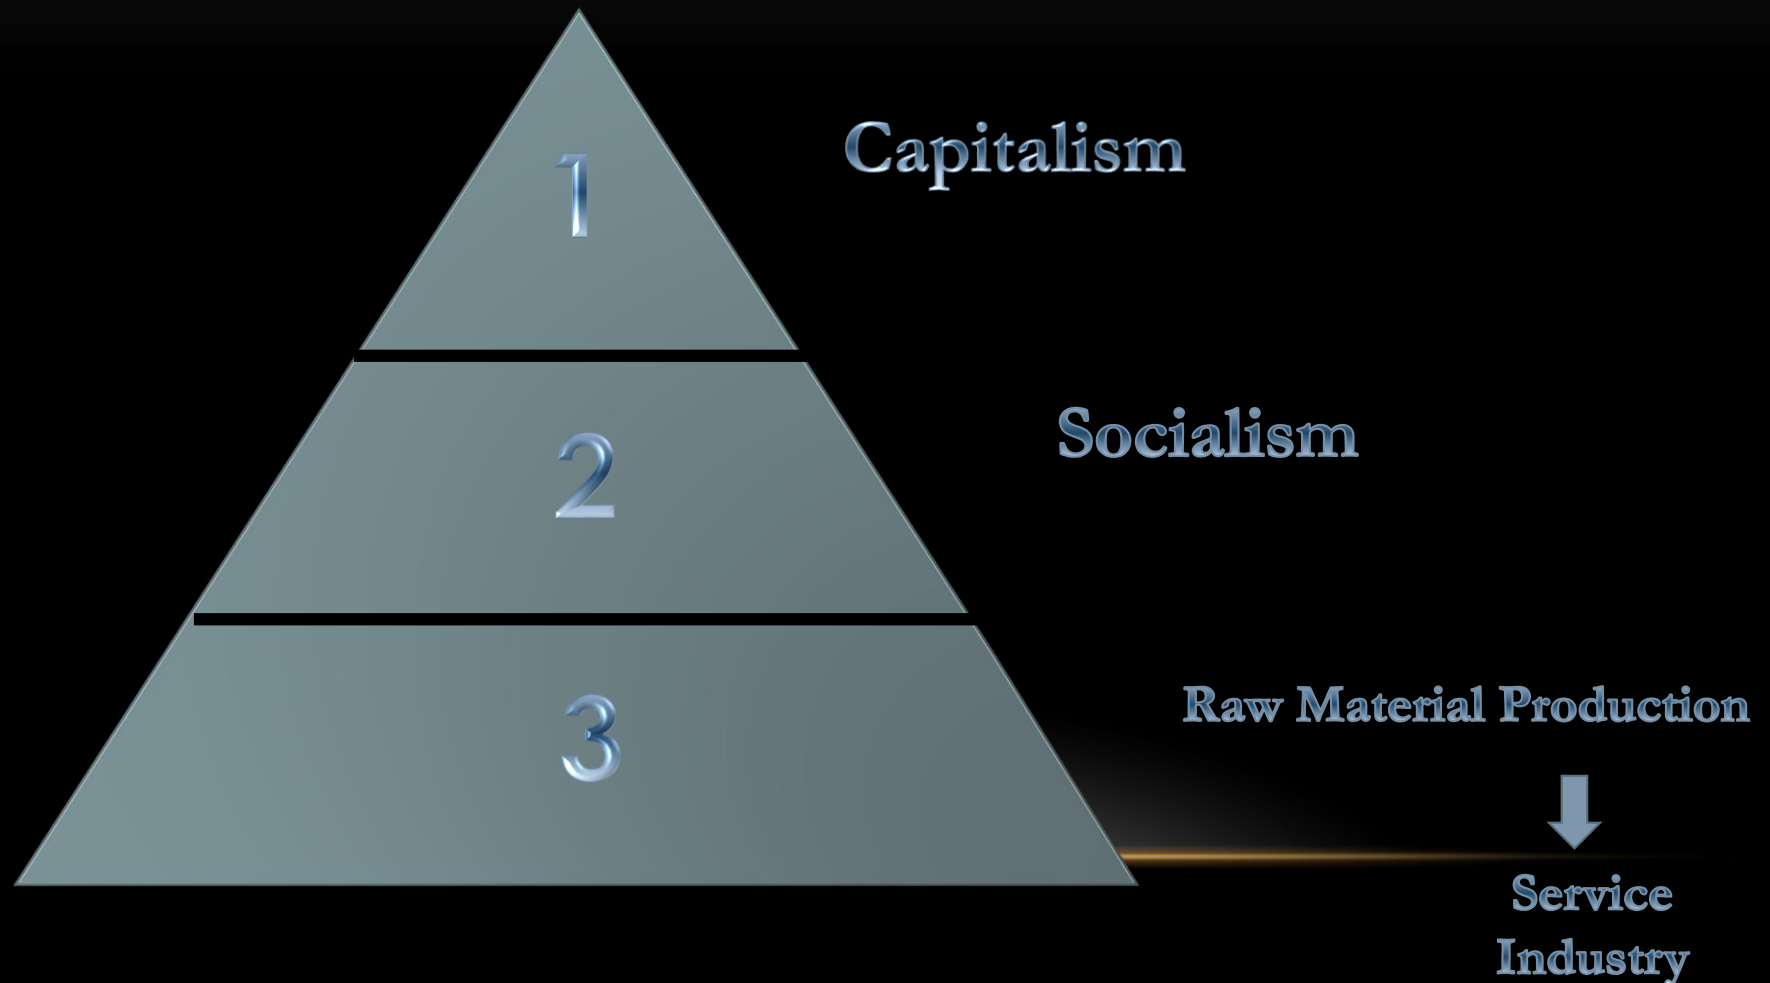 1
Capitalism
2
Socialism
3
Raw Material Production
Service
Industry